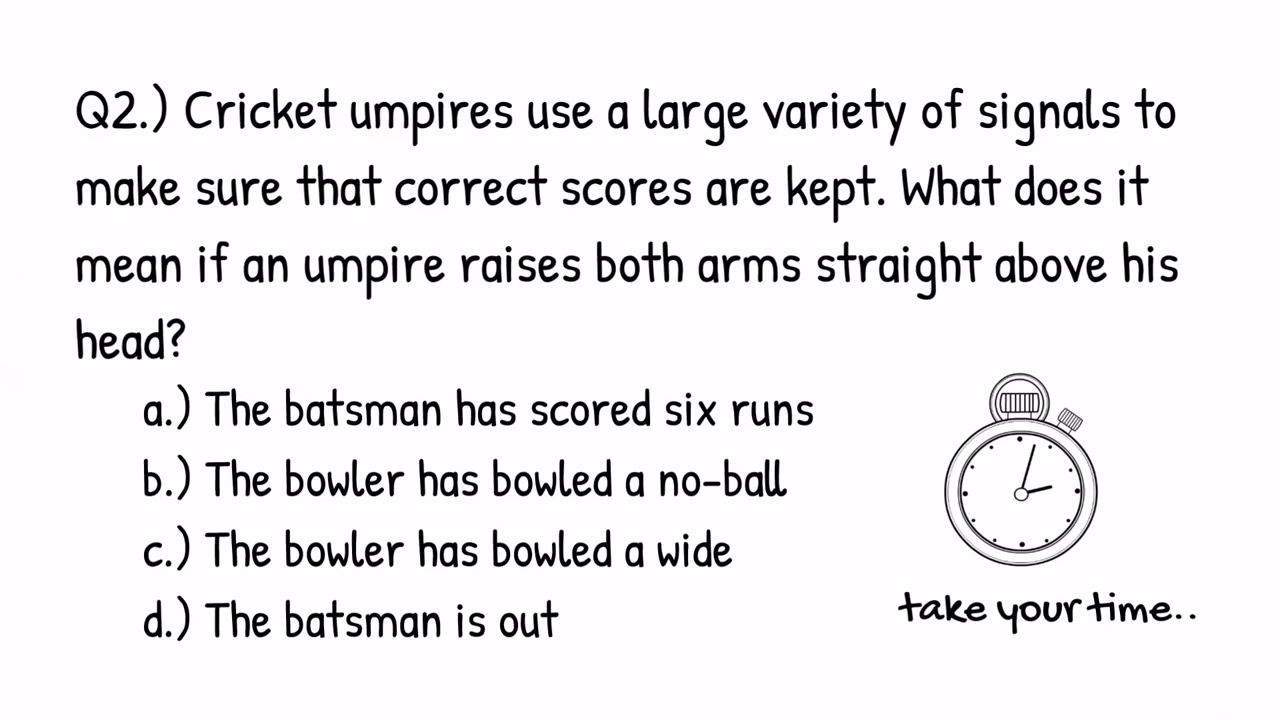 Q2.) Cricket umpires use a large variety of signals to
make sure that correct scores are kept. What does it
mean if an umpire raises both arms straight above his
head?
a.) The batsman has scored six runs
b.) The bowler has bowled a no-ball
c.) The bowler has bowled a wide
d.) The batsman is out
take your time..